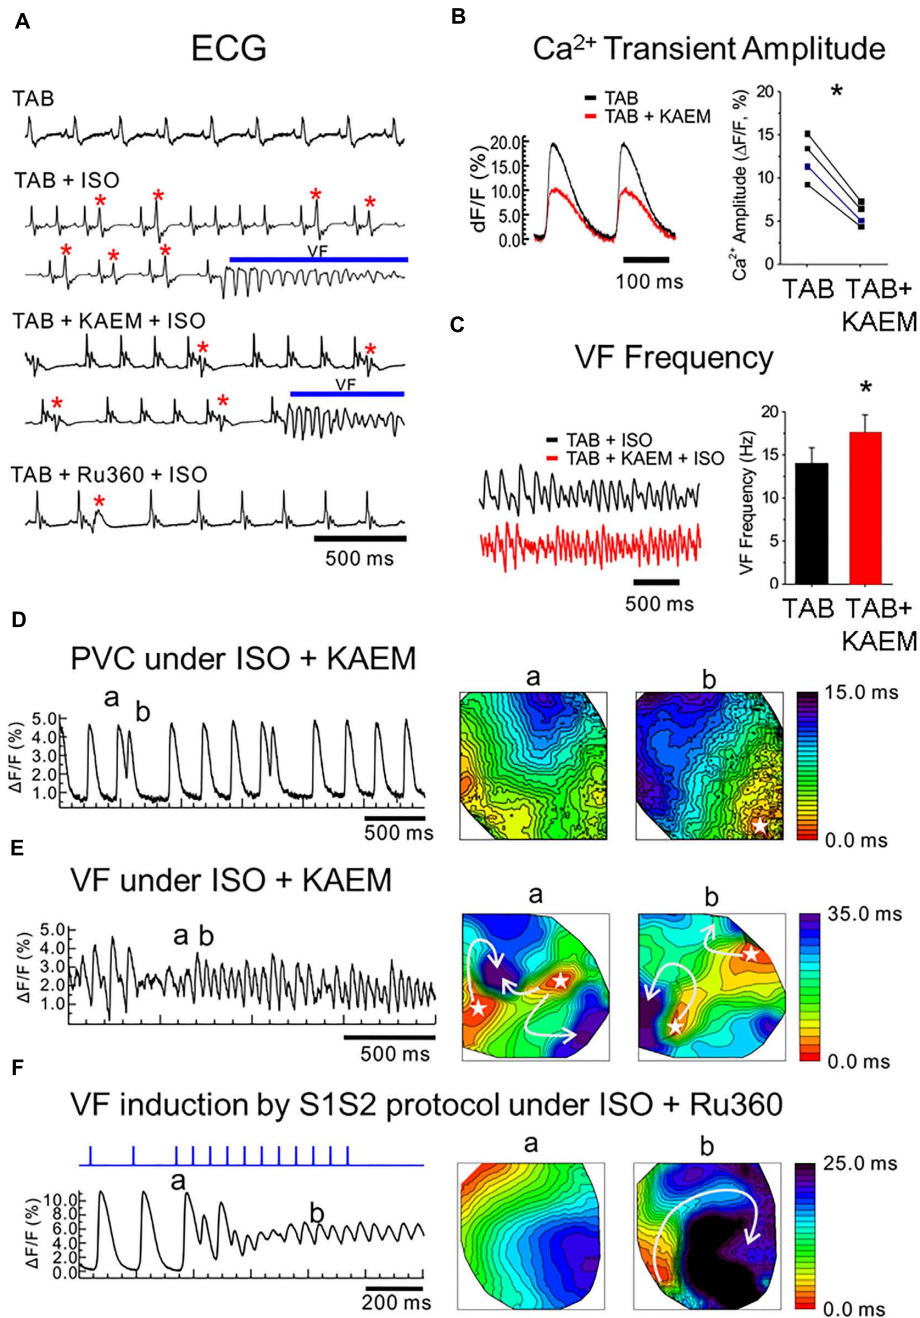 A
ECG
TAB
TAB + ISO
* * * *
* * *
VF
TAB + KAEM + ISO
* *
VF
* *
TAB + Ru360 + ISO
*
500 ms
B
Ca2+ Transient Amplitude
TAB
TAB + KAEM
dF/F (%)
20.0
15.0
10.0
5.0
0.0
100 ms
Ca2+ Amplitude (ΔF/F, %)
20
15
10
5
0
*
TAB
TAB+
KAEM
C
VF Frequency
TAB + ISO
TAB + KAEM + ISO
500 ms
VF Frequency (Hz)
20
15
10
5
0
*
TAB
TAB+
KAEM
D
PVC under ISO + KAEM
a
b
ΔF/F (%)
5.0
4.0
3.0
2.0
1.0
500 ms
a
b
15.0 ms
0.0 ms
E
VF under ISO + KAEM
a b
ΔF/F (%)
5.0
4.0
3.0
2.0
1.0
500 ms
a
b
35.0 ms
0.0 ms
F
VF induction by S1S2 protocol under ISO + Ru360
a
b
ΔF/F (%)
10.0
8.0
6.0
4.0
2.0
0.0
200 ms
a
b
25.0 ms
0.0 ms